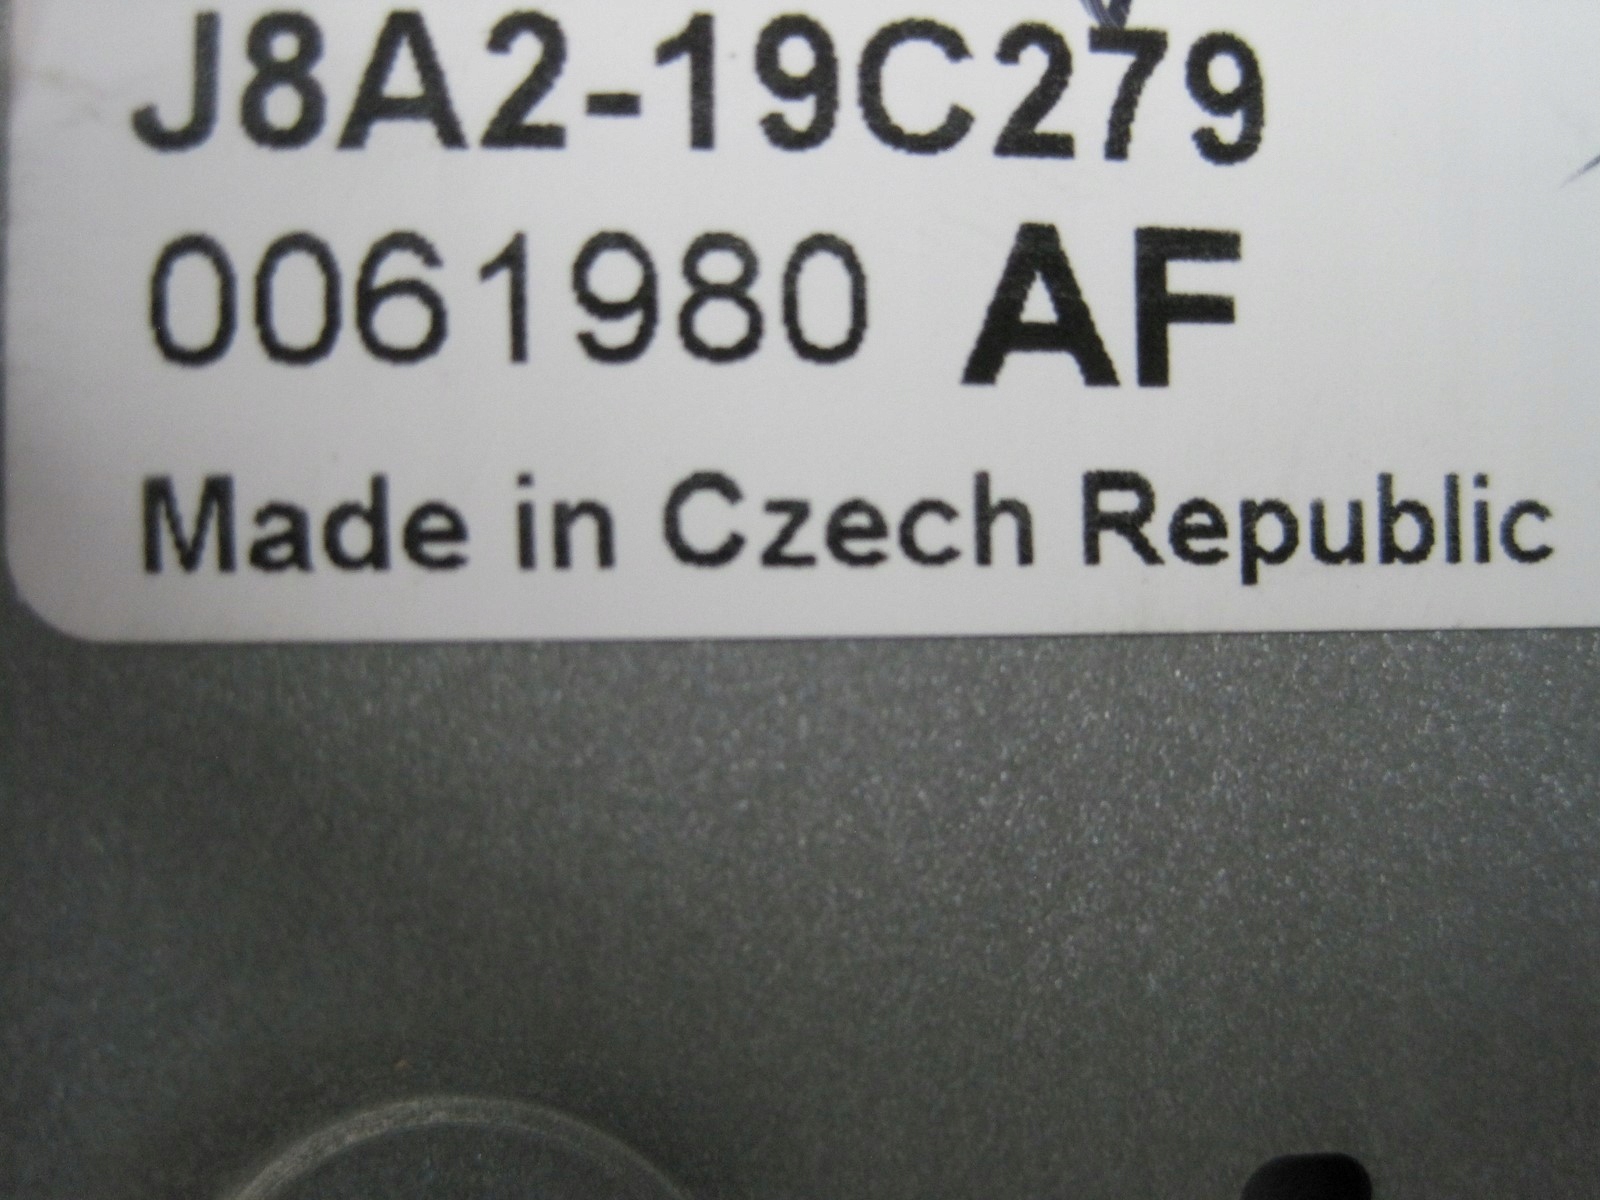 J8A2-19C279
0061980 AF
Made in Czech Republic